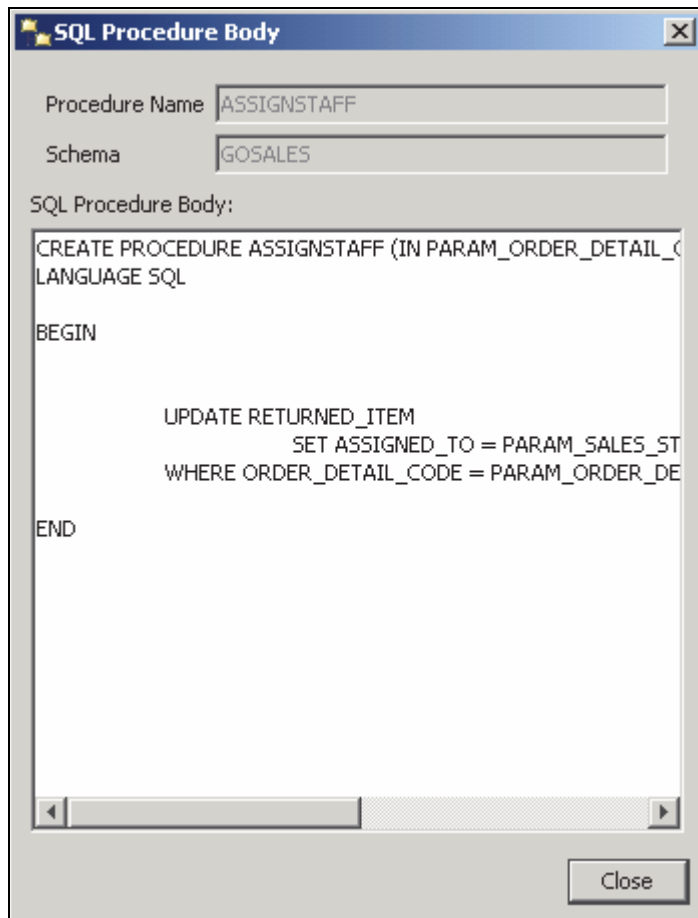 SQL Procedure Body
Procedure Name ASSIGNSTAFF
Schema GOSALES
SQL Procedure Body:
CREATE PROCEDURE ASSIGNSTAFF (IN PARAM_ORDER_DETAIL_
LANGUAGE SQL
BEGIN
UPDATE RETURNED_ITEM
SET ASSIGNED_TO = PARAM_SALES_ST
WHERE ORDER_DETAIL_CODE = PARAM_ORDER_DE
END
Close